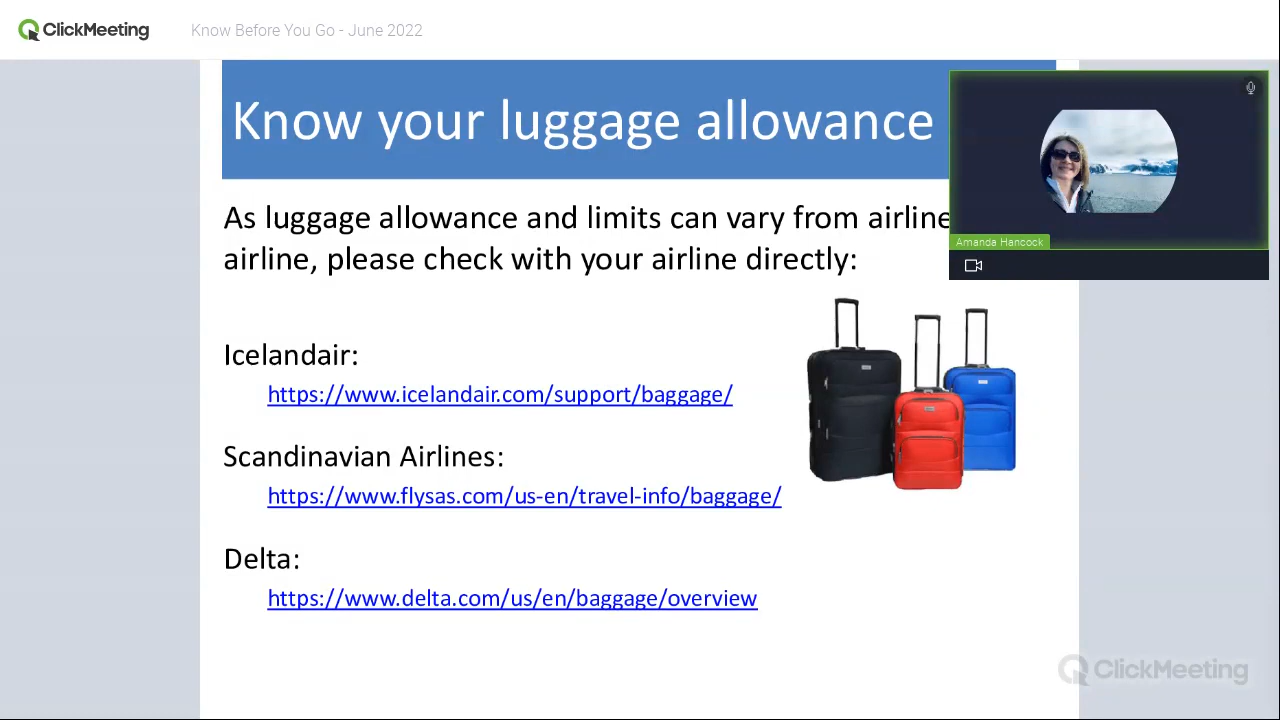 ClickMeeting
Know Before You Go - June 2022
Know your luggage allowance
As luggage allowance and limits can vary from airline
airline, please check with your airline directly:
Amanda Hancock
Icelandair:
https://www.icelandair.com/support/baggage/
Scandinavian Airlines:
https://www.flysas.com/us-en/travel-info/baggage/
Delta:
https://www.delta.com/us/en/baggage/overview
ClickMeeting